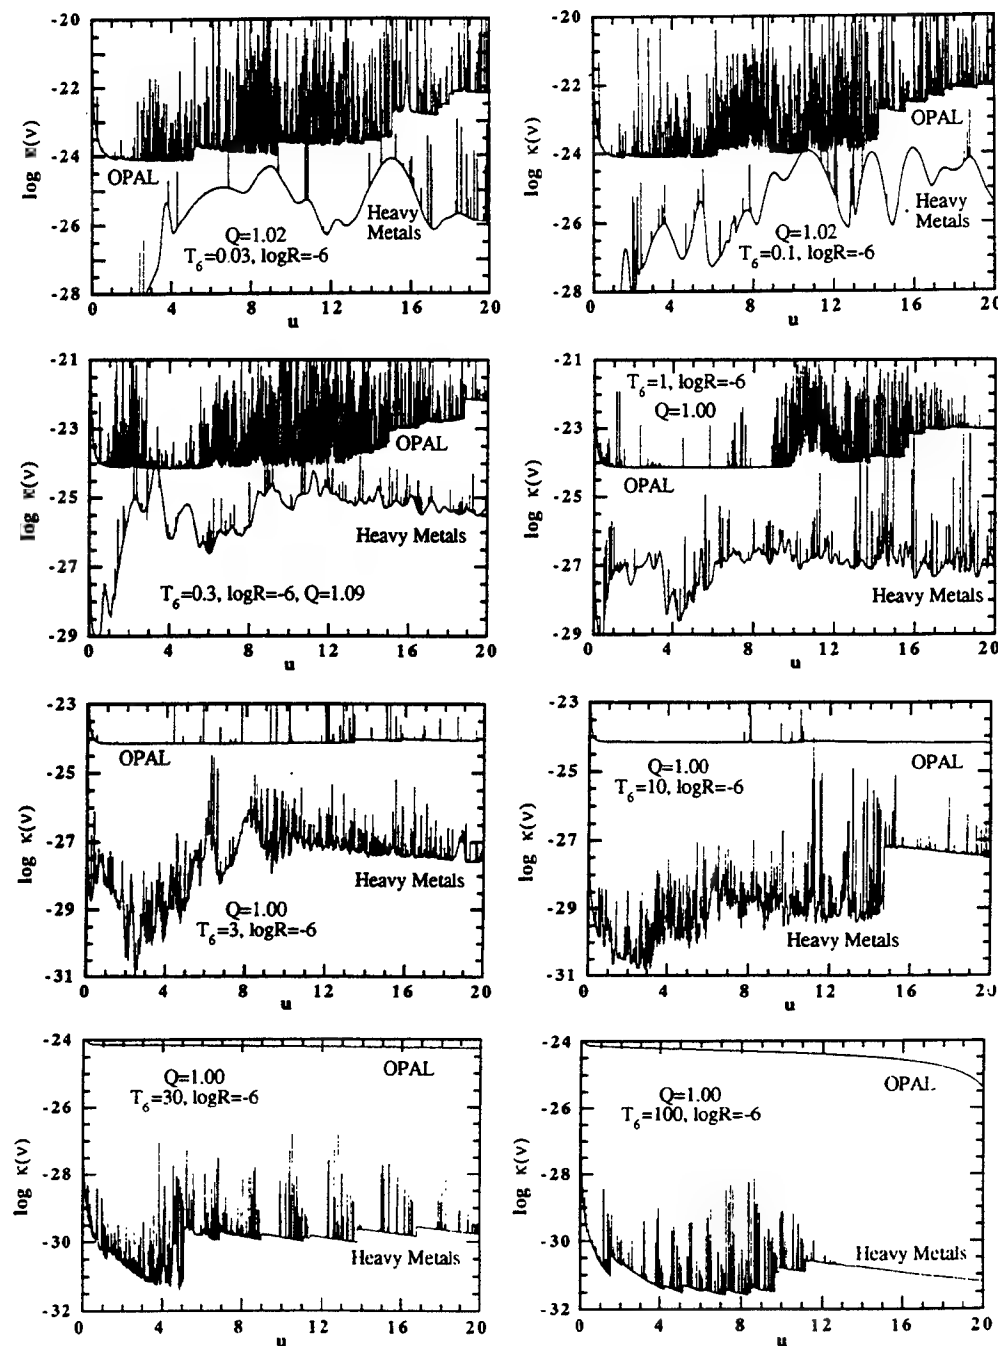 -20
-22
-24
-26
-28
log κ(ν)
OPAL
Heavy
Metals
Q=1.02
T6=0.03, logR=-6
0 4 8 12 16 20
u
-20
-22
-24
-26
-28
log κ(ν)
OPAL
Heavy
Metals
Q=1.02
T6=0.1, logR=-6
0 4 8 12 16 20
u
-21
-23
-25
-27
-29
log κ(ν)
OPAL
Heavy Metals
T6=0.3, logR=-6, Q=1.09
0 4 8 12 16 20
u
-21
-23
-25
-27
-29
log κ(ν)
T6=1, logR=-6
Q=1.00
OPAL
Heavy Metals
0 4 8 12 16 20
u
-23
-25
-27
-29
-31
log κ(ν)
OPAL
Heavy Metals
Q=1.00
T6=3, logR=-6
0 4 8 12 16 20
u
-23
-25
-27
-29
-31
log κ(ν)
OPAL
Q=1.00
T6=10, logR=-6
Heavy Metals
0 4 8 12 16 20
u
-24
-26
-28
-30
-32
log κ(ν)
OPAL
Q=1.00
T6=30, logR=-6
Heavy Metals
0 4 8 12 16 20
u
-24
-26
-28
-30
-32
log κ(ν)
OPAL
Q=1.00
T6=100, logR=-6
Heavy Metals
0 4 8 12 16 20
u